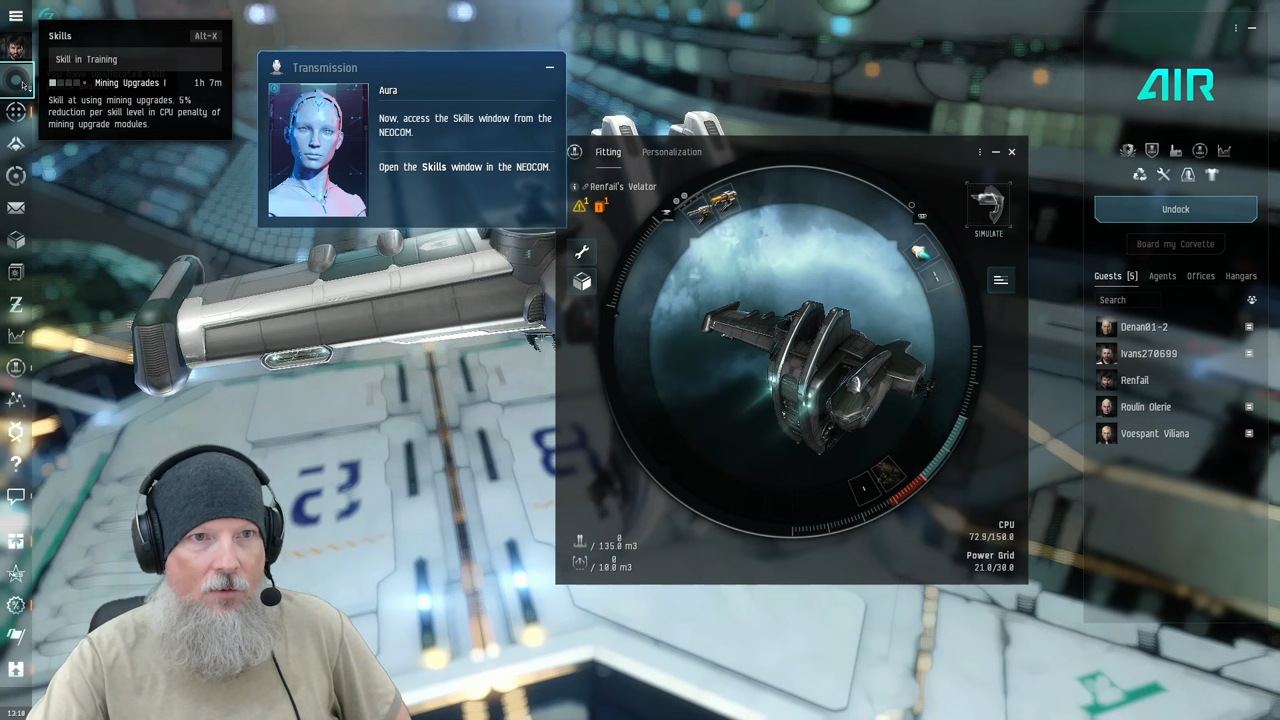 Skills
Alt-X
Skill in Training
Mining Upgrades I
1h 7m
Skill at using mining upgrades. 5%
reduction per skill level in CPU penalty of
mining upgrade modules.
Transmission
Aura
Now, access the Skills window from the
NEOCOM.
Open the Skills window in the NEOCOM.
Fitting
Personalization
Renfail's Velator
1
1
SIMULATE
0
/ 135.0 m3
0
/ 10.0 m3
CPU
72.9/150.0
Power Grid
21.0/30.0
AIR
Undock
Board my Corvette
Guests [5]
Agents
Offices
Hangars
Search
Denan01-2
Ivans270699
Renfail
Roulin Olerie
Voespant Viliana
13:18